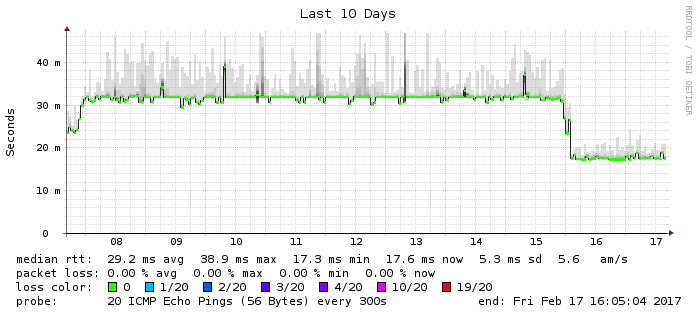 Last 10 Days
RRDTOOL / TOBI OETIKER
Seconds
40 m
30 m
20 m
10 m
0
08 09 10 11 12 13 14 15 16 17
median rtt: 29.2 ms avg 38.9 ms max 17.3 ms min 17.6 ms now 5.3 ms sd 5.6 am/s
packet loss: 0.00 % avg 0.00 % max 0.00 % min 0.00 % now
loss color: 0 1/20 2/20 3/20 4/20 10/20 19/20
probe: 20 ICMP Echo Pings (56 Bytes) every 300s end: Fri Feb 17 16:05:04 2017